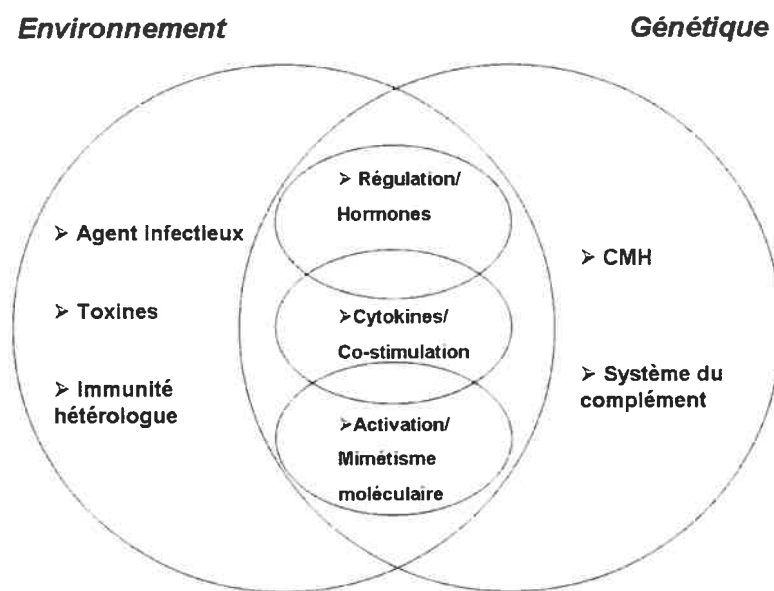 Environnement
Génétique
➢ Agent infectieux
➢ Toxines
➢ Immunité
hétérologue
➢ Régulation/
Hormones
➢Cytokines/
Co-stimulation
➢Activation/
Mimétisme
moléculaire
➢ CMH
➢ Système du
complément